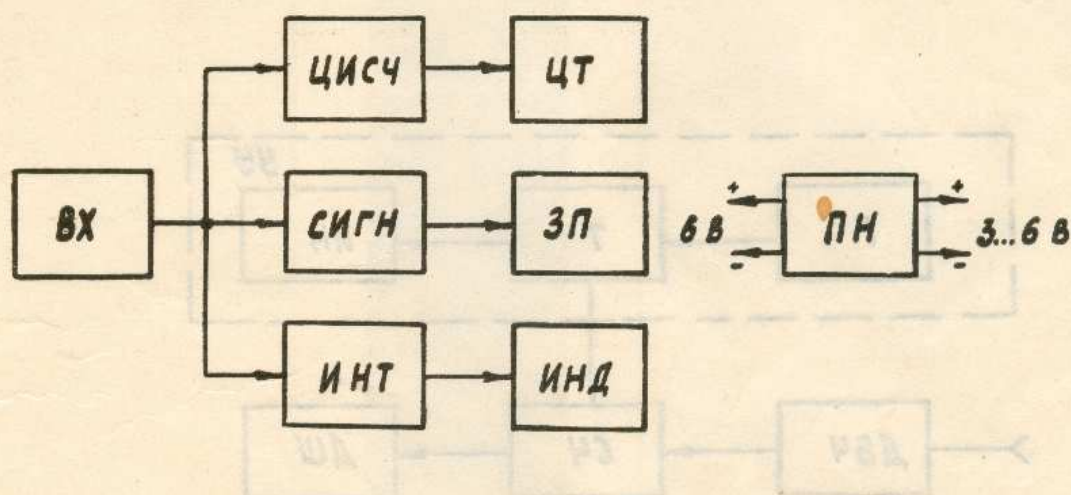 ЦИСЧ ЦТ
ВХ СИГН ЗП 6 В + - ПН + - 3...6 В
ИНТ ИНД